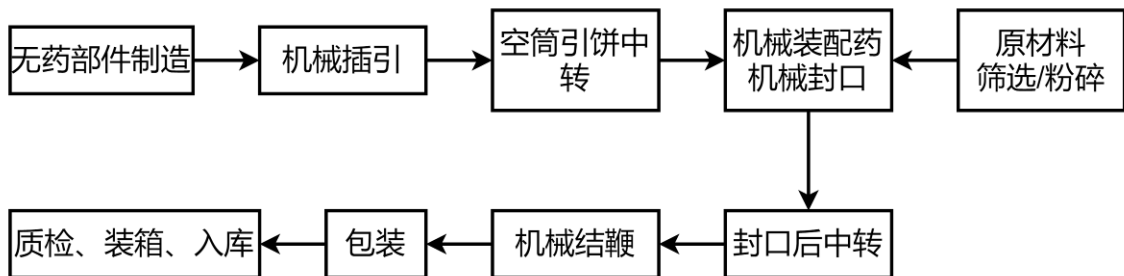 无药部件制造
机械插引
空筒引饼中
转
机械装配药
机械封口
原材料
筛选/粉碎
质检、装箱、入库
包装
机械结鞭
封口后中转